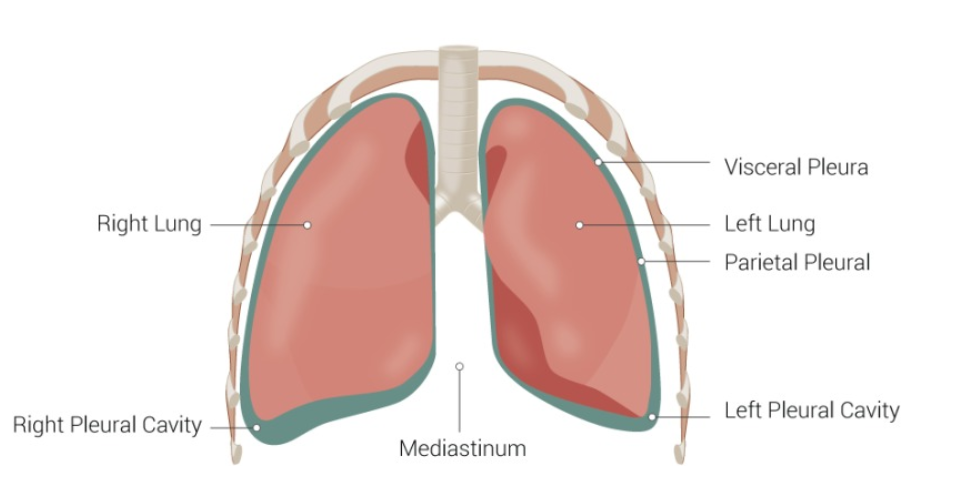 Visceral Pleura
Right Lung
Left Lung
Parietal Pleural
Right Pleural Cavity
Left Pleural Cavity
Mediastinum